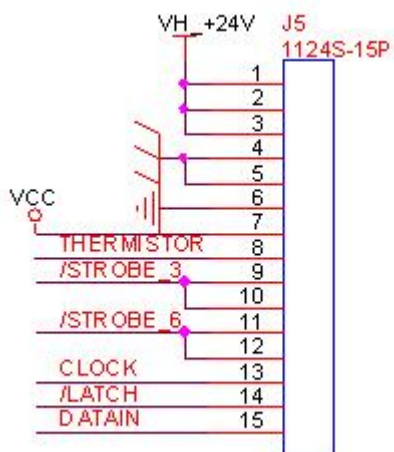 VH_+24V J5
1124S-15P
1
2
3
4
5
6
VCC
7
THERMISTOR 8
/STROBE_3 9
10
/STROBE_6 11
12
CLOCK 13
/LATCH 14
DATAIN 15